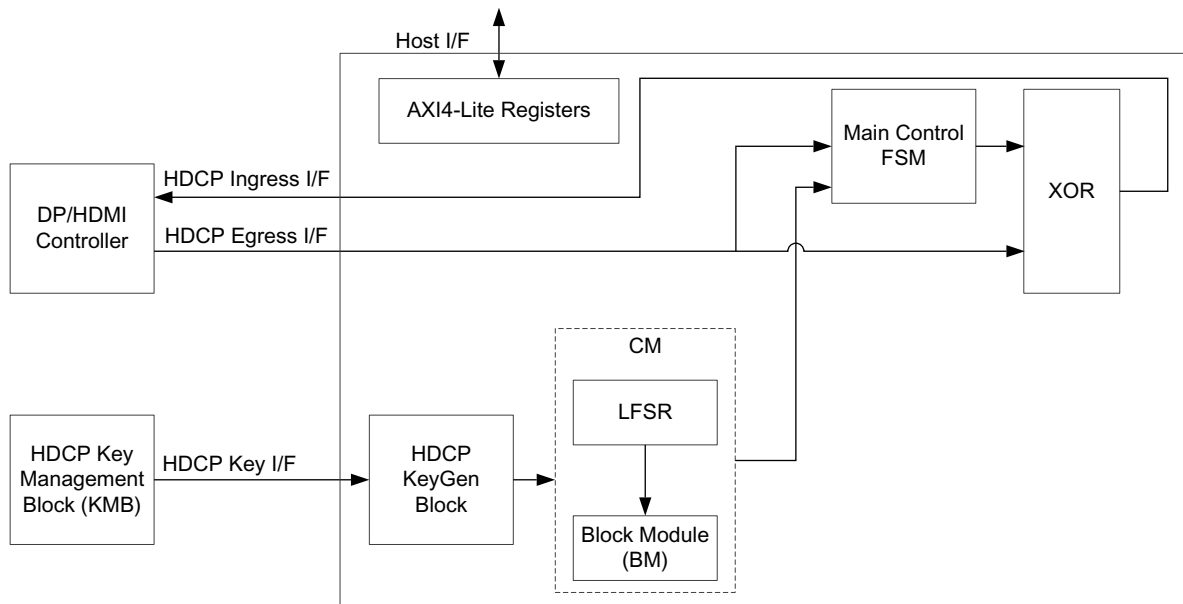 Host I/F
AXI4-Lite Registers
Main Control
FSM
XOR
HDCP Ingress I/F
DP/HDMI
Controller
HDCP Egress I/F
CM
LFSR
HDCP Key
Management
Block (KMB)
HDCP Key I/F
HDCP
KeyGen
Block
Block Module
(BM)